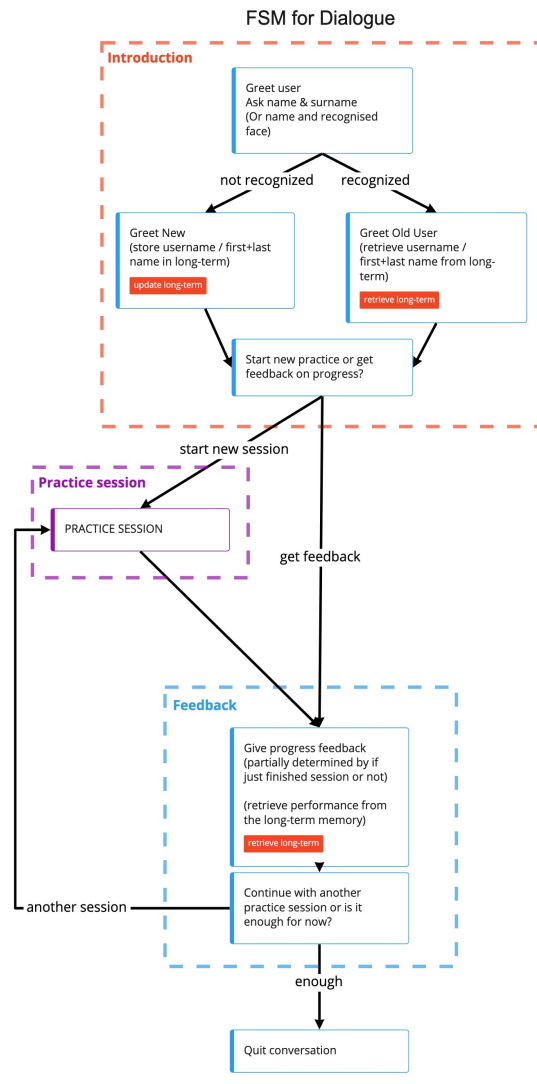 FSM for Dialogue
Introduction
Greet user
Ask name & surname
(Or name and recognised
face)
not recognized
recognized
Greet New
(store username / first+last
name in long-term)
update long-term
Greet Old User
(retrieve username /
first+last name from long-
term)
retrieve long-term
Start new practice or get
feedback on progress?
start new session
Practice session
PRACTICE SESSION
get feedback
Feedback
Give progress feedback
(partially determined by if
just finished session or not)
(retrieve performance from
the long-term memory)
retrieve long-term
Continue with another
practice session or is it
enough for now?
another session
enough
Quit conversation